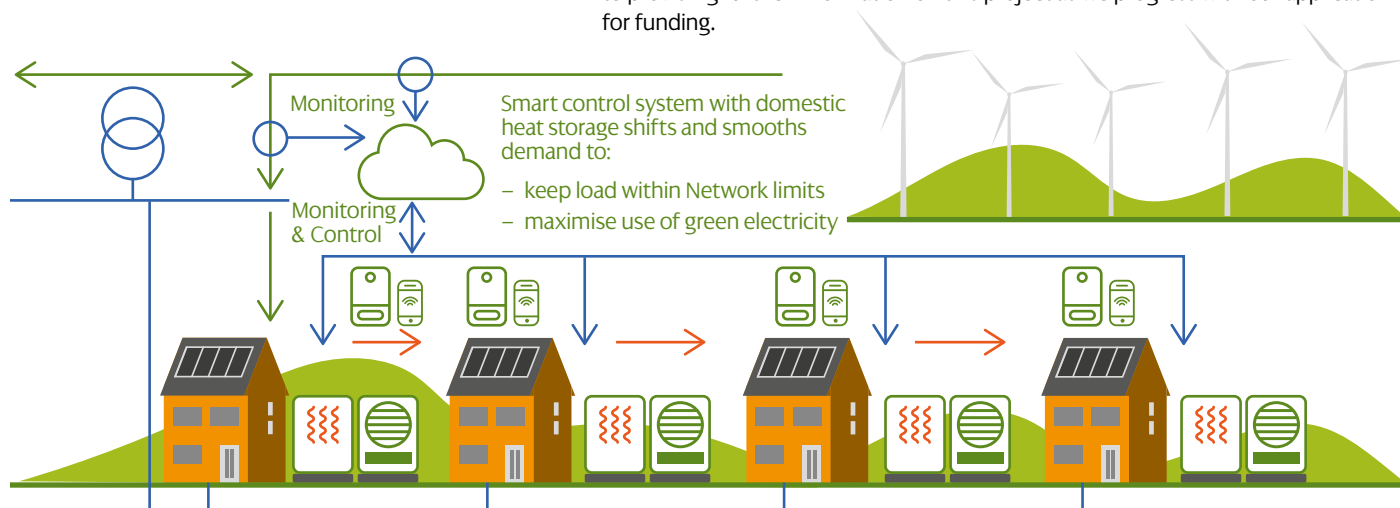 for funding.
Monitoring
Smart control system with domestic
heat storage shifts and smooths
demand to:
– keep load within Network limits
– maximise use of green electricity
Monitoring
& Control